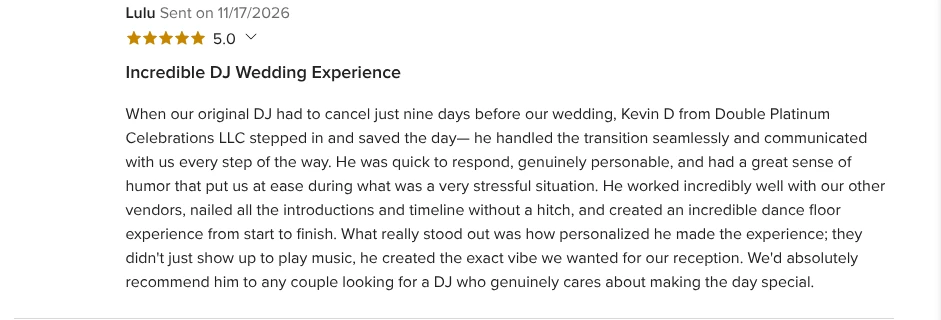 Lulu Sent on 11/17/2026
5.0
Incredible DJ Wedding Experience
When our original DJ had to cancel just nine days before our wedding, Kevin D from Double Platinum
Celebrations LLC stepped in and saved the day— he handled the transition seamlessly and communicated
with us every step of the way. He was quick to respond, genuinely personable, and had a great sense of
humor that put us at ease during what was a very stressful situation. He worked incredibly well with our other
vendors, nailed all the introductions and timeline without a hitch, and created an incredible dance floor
experience from start to finish. What really stood out was how personalized he made the experience; they
didn't just show up to play music, he created the exact vibe we wanted for our reception. We'd absolutely
recommend him to any couple looking for a DJ who genuinely cares about making the day special.